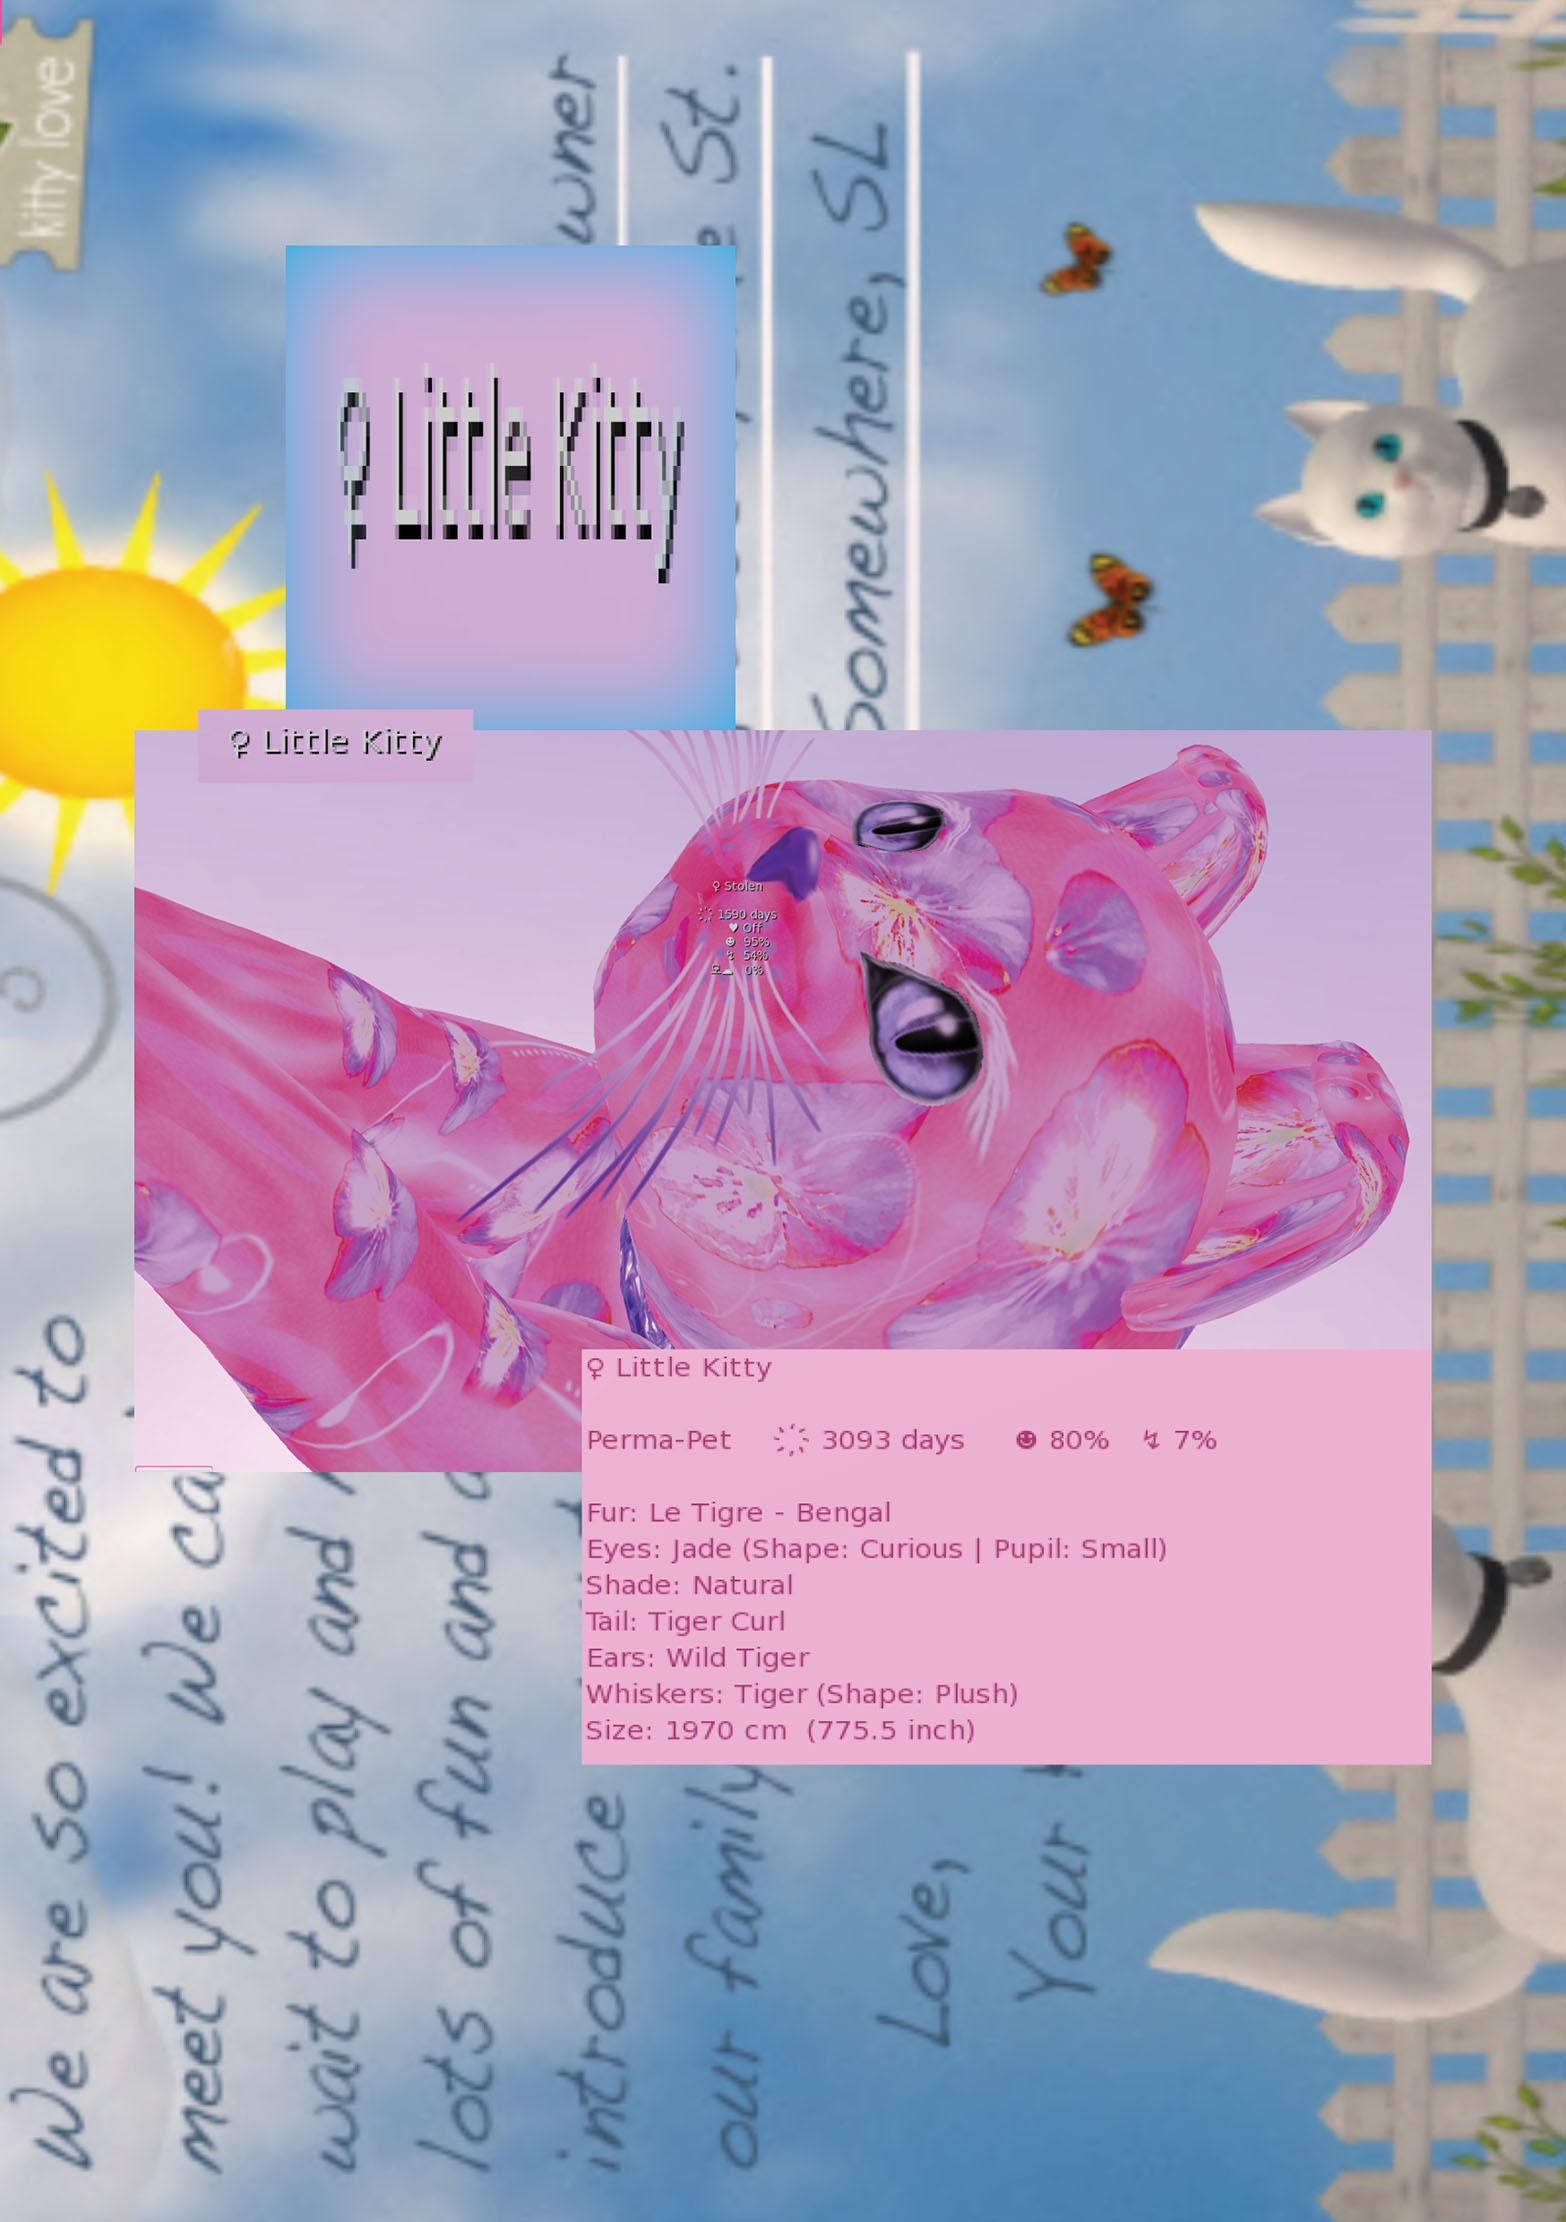 kitty love
wner
St.
Somewhere, SL
♀ Little Kitty
♀ Little Kitty
♀ Stolen
1590 days
♥ Off
☻ 95%
↯ 54%
0%
♀ Little Kitty
Perma-Pet 3093 days ☻ 80% ↯ 7%
Fur: Le Tigre - Bengal
Eyes: Jade (Shape: Curious | Pupil: Small)
Shade: Natural
Tail: Tiger Curl
Ears: Wild Tiger
Whiskers: Tiger (Shape: Plush)
Size: 1970 cm (775.5 inch)
We are so excited to
meet you! We ca
wait to play and
lots of fun and a
introduce
our family
Love,
Your